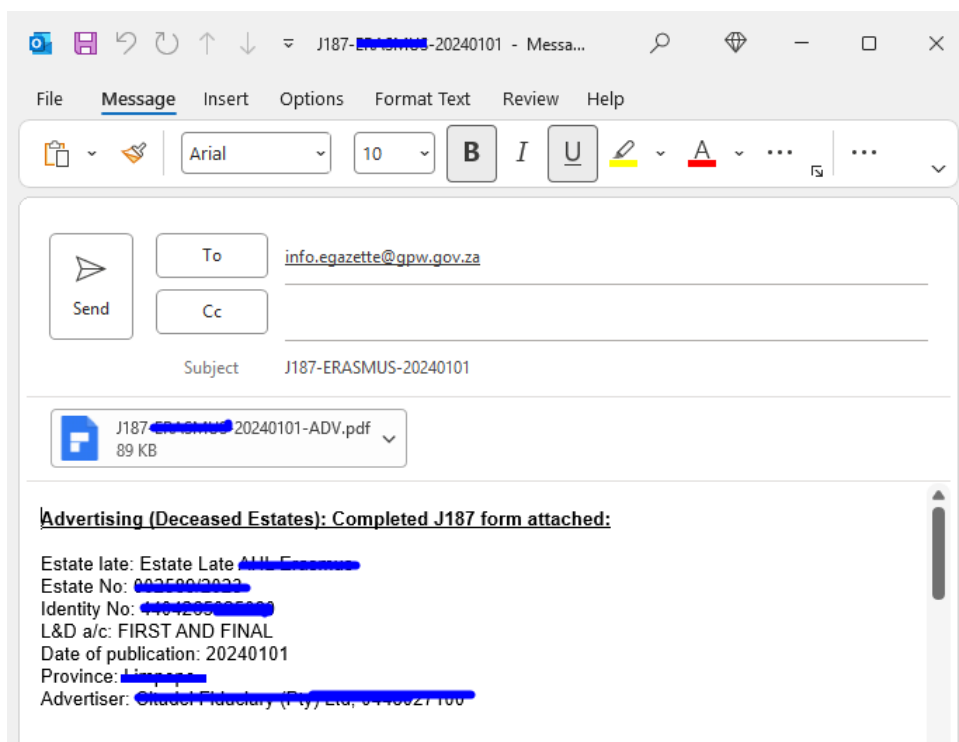 J187- -20240101 - Messa...
File Message Insert Options Format Text Review Help
Arial 10 B I U A
To info.egazette@gpw.gov.za
Send
Cc
Subject J187-ERASMUS-20240101
J187- -20240101-ADV.pdf
89 KB
Advertising (Deceased Estates): Completed J187 form attached:
Estate late: Estate Late
Estate No:
Identity No:
L&D a/c: FIRST AND FINAL
Date of publication: 20240101
Province:
Advertiser: